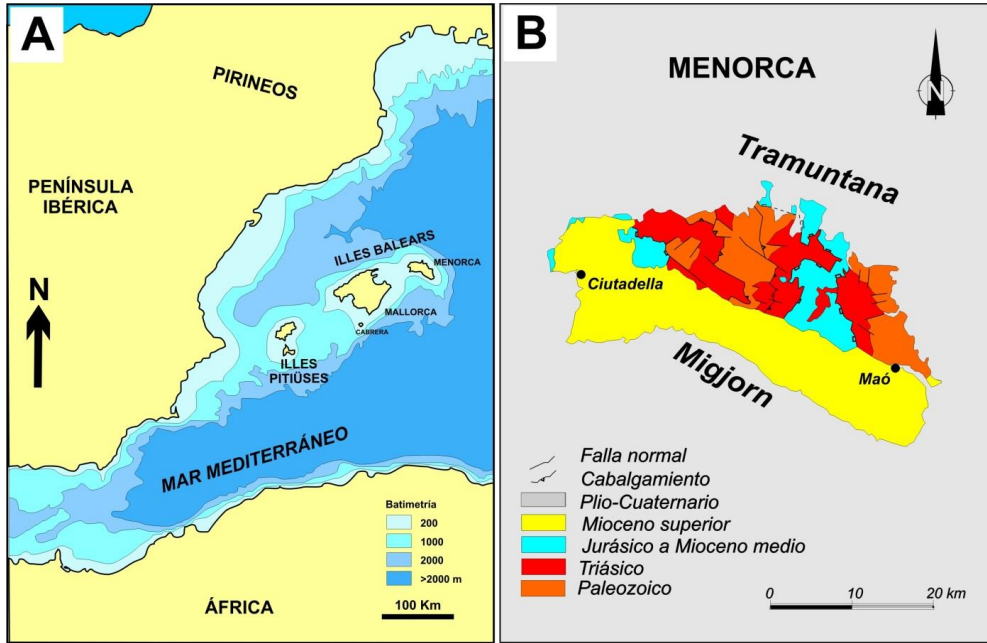 A
PIRINEOS
PENÍNSULA
IBÉRICA
N
ILLES BALEARS
MENORCA
MALLORCA
CABRERA
ILLES
PITIÜSES
MAR MEDITERRÁNEO
Batimetría
200
1000
2000
>2000 m
ÁFRICA
100 Km
B
MENORCA
N
Tramuntana
Ciutadella
Migjorn
Maó
Falla normal
Cabalgamiento
Plio-Cuaternario
Mioceno superior
Jurásico a Mioceno medio
Triásico
Paleozoico
0 10 20 km